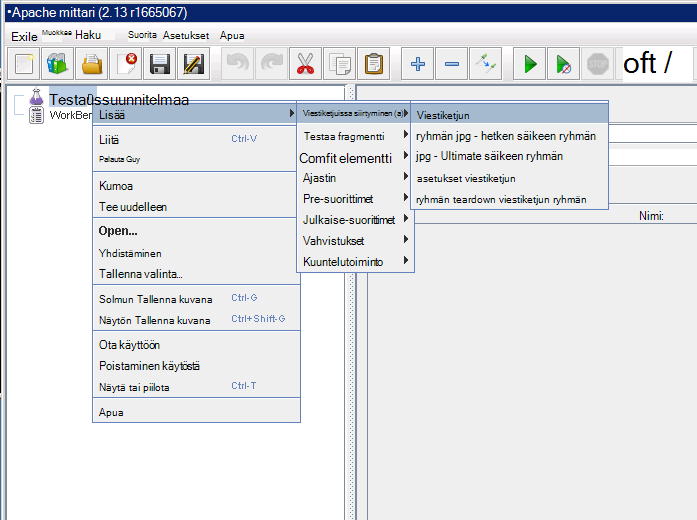 •Apache mittari (2.13 r1665067)
Exile Muokkaa Haku Suorita Asetukset Apua
STOP oft /
Testaussuunnitelmaa
WorkBen
Lisää
Liitä Ctrl-V
Palauta Guy
Kumoa
Tee uudelleen
Open...
Yhdistäminen
Tallenna valinta...
Solmun Tallenna kuvana Ctrl-G
Näytön Tallenna kuvana Ctrl+Shift-G
Ota käyttöön
Poistaminen käytöstä
Näytä tai piilota Ctrl-T
Apua
Viestiketjuissa siirtyminen (a)
Testaa fragmentti
Comfit elementti
Ajastin
Pre-suorittimet
Julkaise-suorittimet
Vahvistukset
Kuuntelutoiminto
Viestiketjun
ryhmän jpg - hetken säikeen ryhmän
jpg - Ultimate säikeen ryhmän
asetukset viestiketjun
ryhmän teardown viestiketjun ryhmän
Nimi: